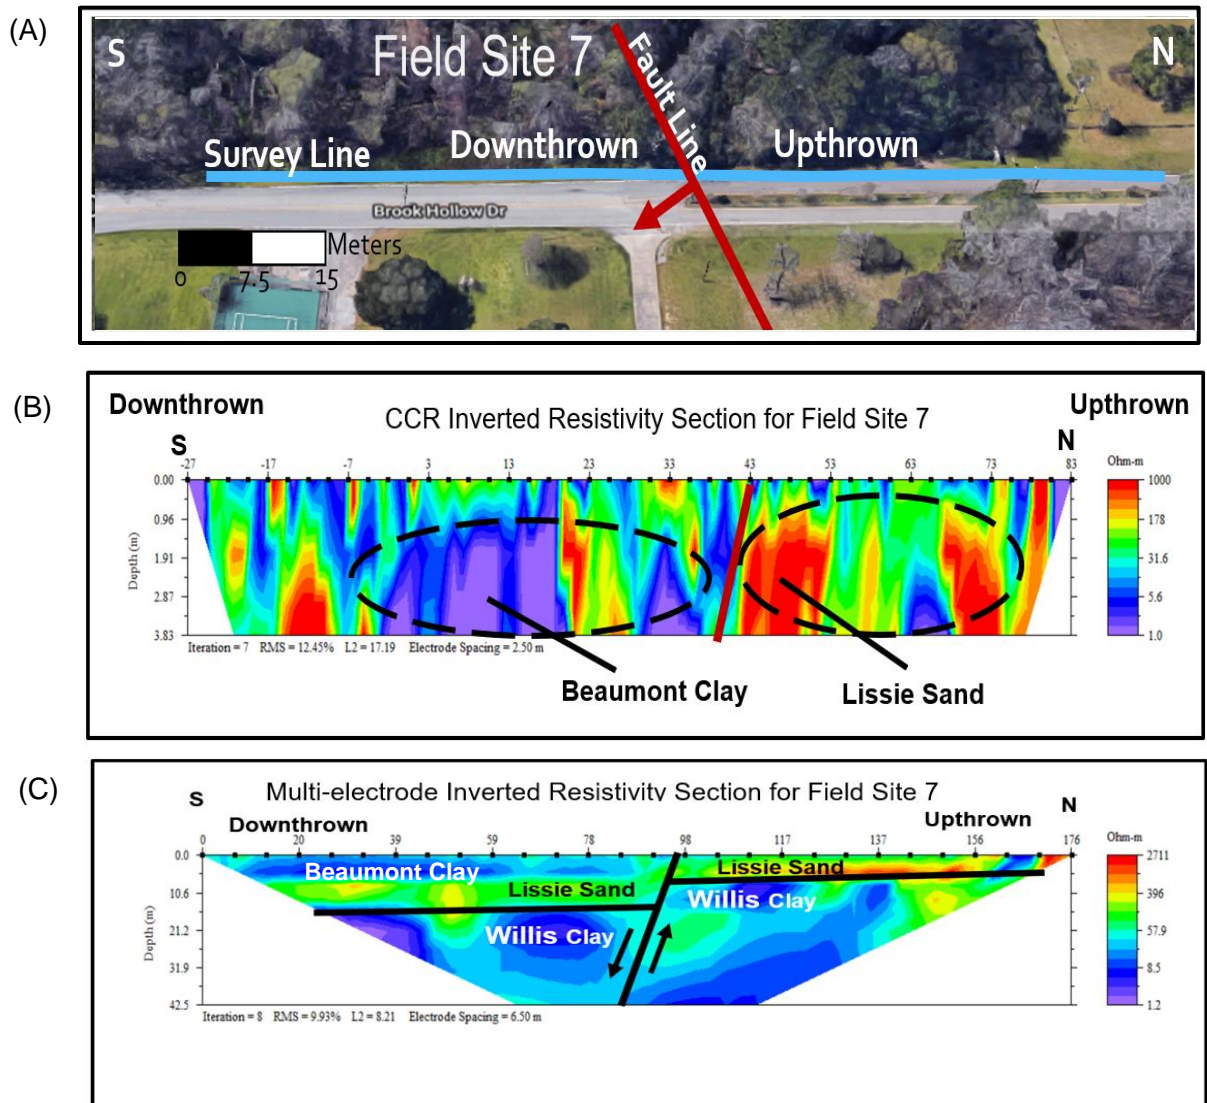 (A)
S
Field Site 7
N
Fault Line
Survey Line
Downthrown
Upthrown
Brook Hollow Dr
Meters
0 7.5 15
(B)
Downthrown
CCR Inverted Resistivity Section for Field Site 7
Upthrown
S
N
-27 -17 -7 3 13 23 33 43 53 63 73 83
Ohm-m
0.00
0.96
1.91
2.87
3.83
Depth (m)
1000
178
31.6
5.6
1.0
Iteration = 7 RMS = 12.45% L2 = 17.19 Electrode Spacing = 2.50 m
Beaumont Clay
Lissie Sand
(C)
S
Multi-electrode Inverted Resistivity Section for Field Site 7
N
Downthrown
Upthrown
0 20 39 59 78 98 117 137 156 176
Ohm-m
0.0
10.6
21.2
31.9
42.5
Depth (m)
Beaumont Clay
Lissie Sand
Lissie Sand
Willis Clay
Willis Clay
2711
396
57.9
8.5
1.2
Iteration = 8 RMS = 9.93% L2 = 8.21 Electrode Spacing = 6.50 m